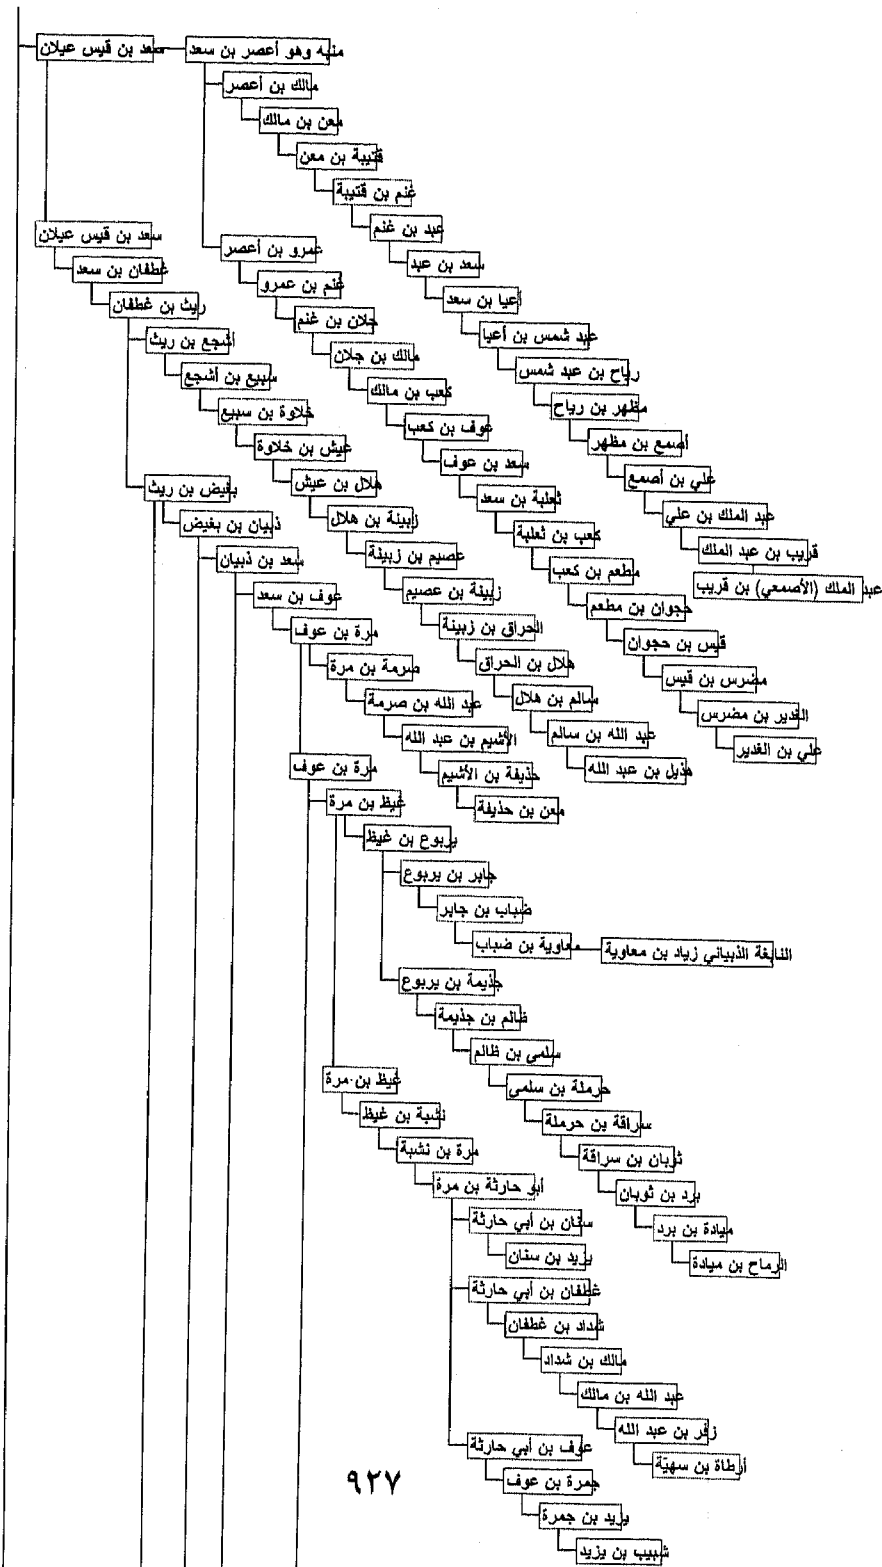 سعد بن قيس عيلان
منبه وهو أعصر بن سعد
مالك بن أعصر
معن بن مالك
قتيبة بن معن
غنم بن قتيبة
عبد بن غنم
سعد بن عبد
أعيا بن سعد
عبد شمس بن أعيا
رياح بن عبد شمس
مظهر بن رياح
أصمع بن مظهر
علي بن أصمع
عبد الملك بن علي
قريب بن عبد الملك
عبد الملك (الأصمعي) بن قريب
عمرو بن أعصر
غنم بن عمرو
جلان بن غنم
مالك بن جلان
كعب بن مالك
عوف بن كعب
سعد بن عوف
ثعلبة بن سعد
كعب بن ثعلبة
مطعم بن كعب
حجوان بن مطعم
قيس بن حجوان
مضرس بن قيس
الغدير بن مضرس
علي بن الغدير
سعد بن قيس عيلان
غطفان بن سعد
ريث بن غطفان
أشجع بن ريث
سبيع بن أشجع
خلاوة بن سبيع
عيش بن خلاوة
هلال بن عيش
زبينة بن هلال
عصيم بن زبينة
زبينة بن عصيم
الحراق بن زبينة
هلال بن الحراق
سالم بن هلال
عبد الله بن سالم
هذيل بن عبد الله
بغيض بن ريث
ذبيان بن بغيض
سعد بن ذبيان
عوف بن سعد
مرة بن عوف
صرمة بن مرة
عبد الله بن صرمة
الأشيم بن عبد الله
حذيفة بن الأشيم
معن بن حذيفة
مرة بن عوف
غيظ بن مرة
يربوع بن غيظ
جابر بن يربوع
ضباب بن جابر
معاوية بن ضباب
النابغة الذبياني زياد بن معاوية
جذيمة بن يربوع
ظالم بن جذيمة
سلمي بن ظالم
حرملة بن سلمي
سراقة بن حرملة
ثوبان بن سراقة
برد بن ثوبان
ميادة بن برد
الرماح بن ميادة
غيظ بن مرة
نشبة بن غيظ
مرة بن نشبة
أبو حارثة بن مرة
سنان بن أبي حارثة
يزيد بن سنان
غطفان بن أبي حارثة
شداد بن غطفان
مالك بن شداد
عبد الله بن مالك
زفر بن عبد الله
أرطاة بن سهيّة
عوف بن أبي حارثة
جمرة بن عوف
يزيد بن جمرة
شبيب بن يزيد
٩٢٧